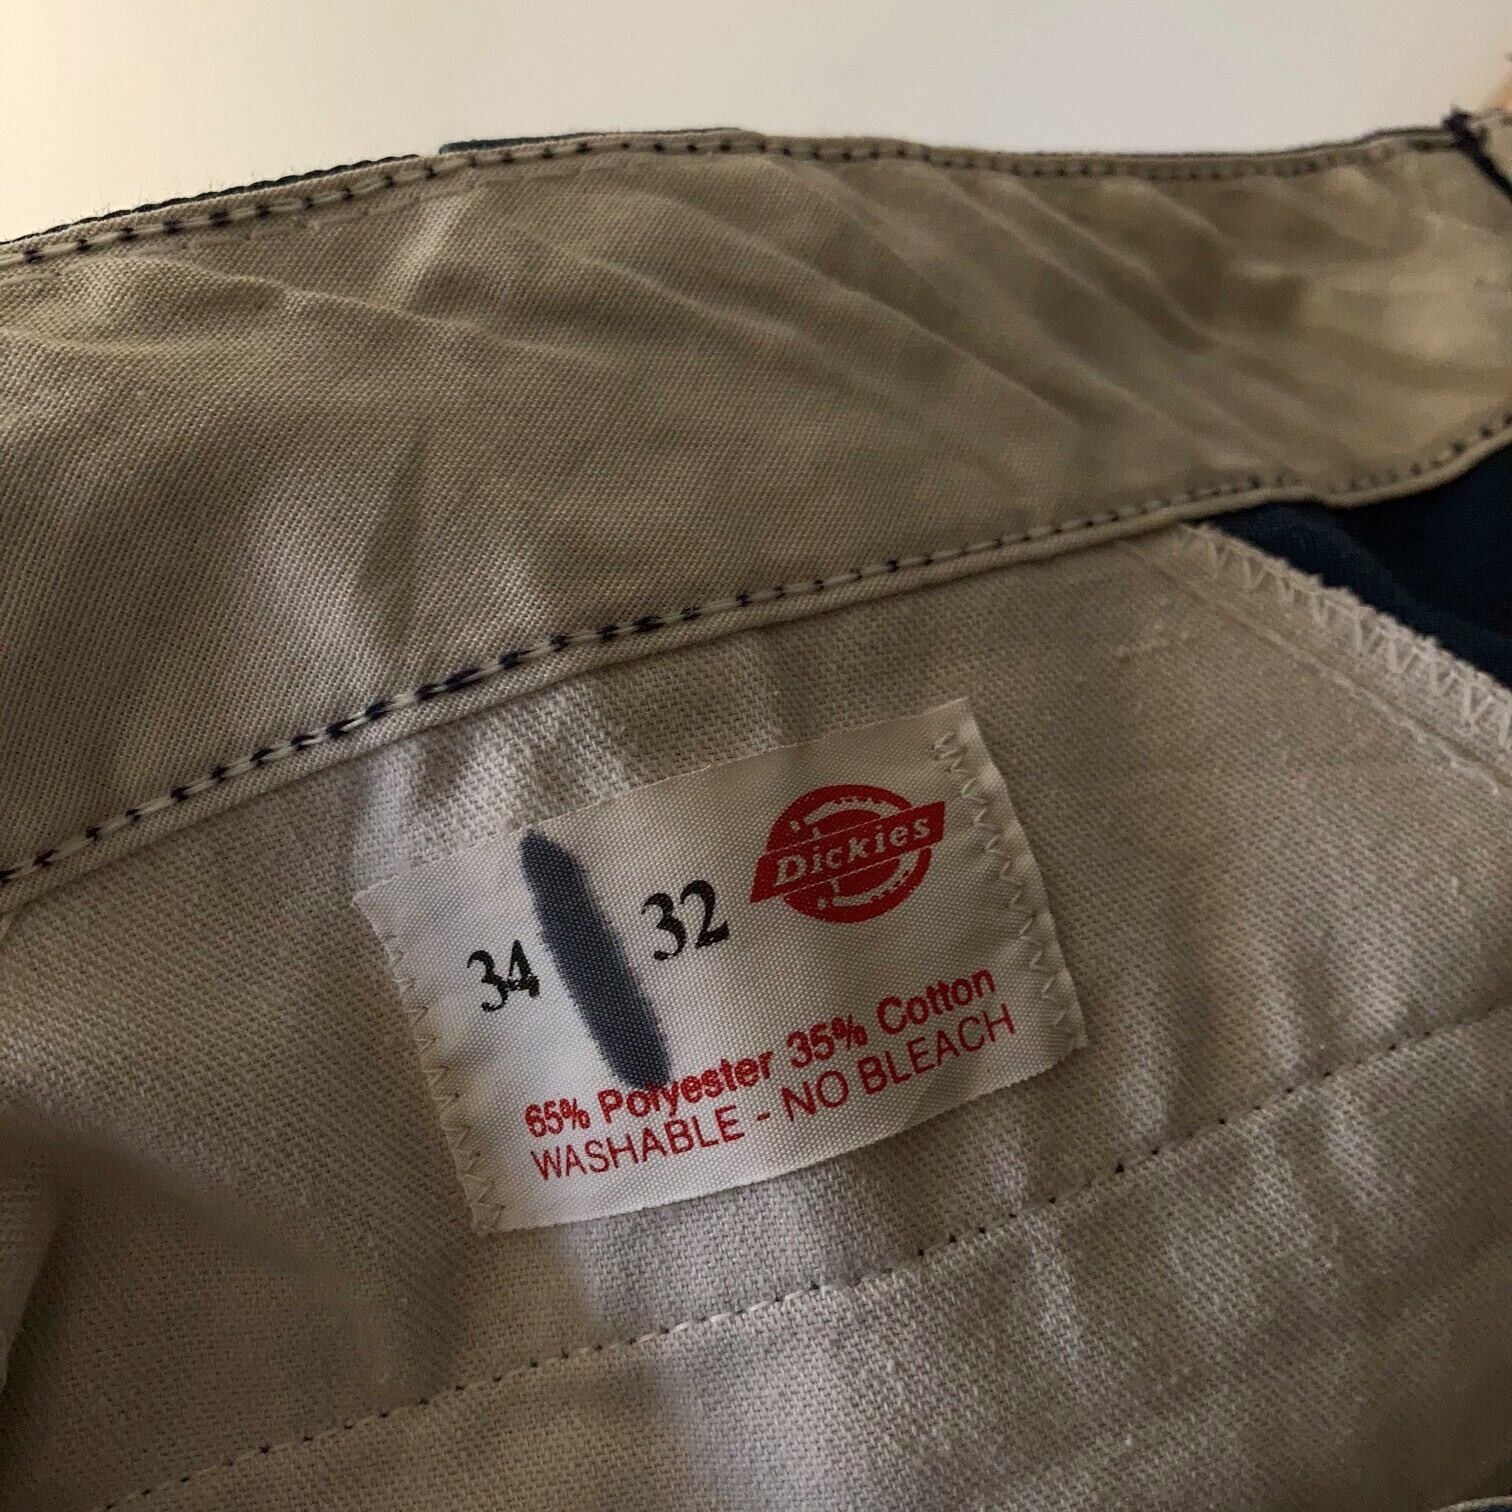 34 32 Dickies
65% Polyester 35% Cotton
WASHABLE - NO BLEACH